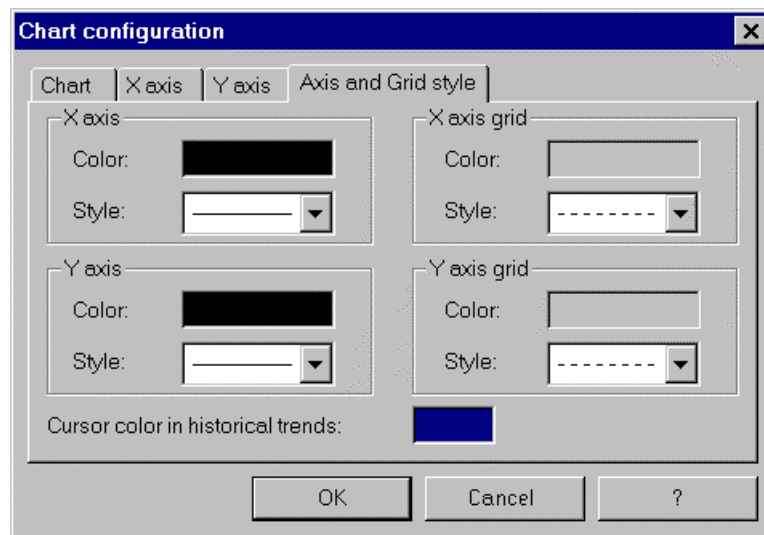 Chart configuration
Chart X axis Y axis Axis and Grid style
X axis
Color:
Style:
X axis grid
Color:
Style:
Y axis
Color:
Style:
Y axis grid
Color:
Style:
Cursor color in historical trends:
OK Cancel ?